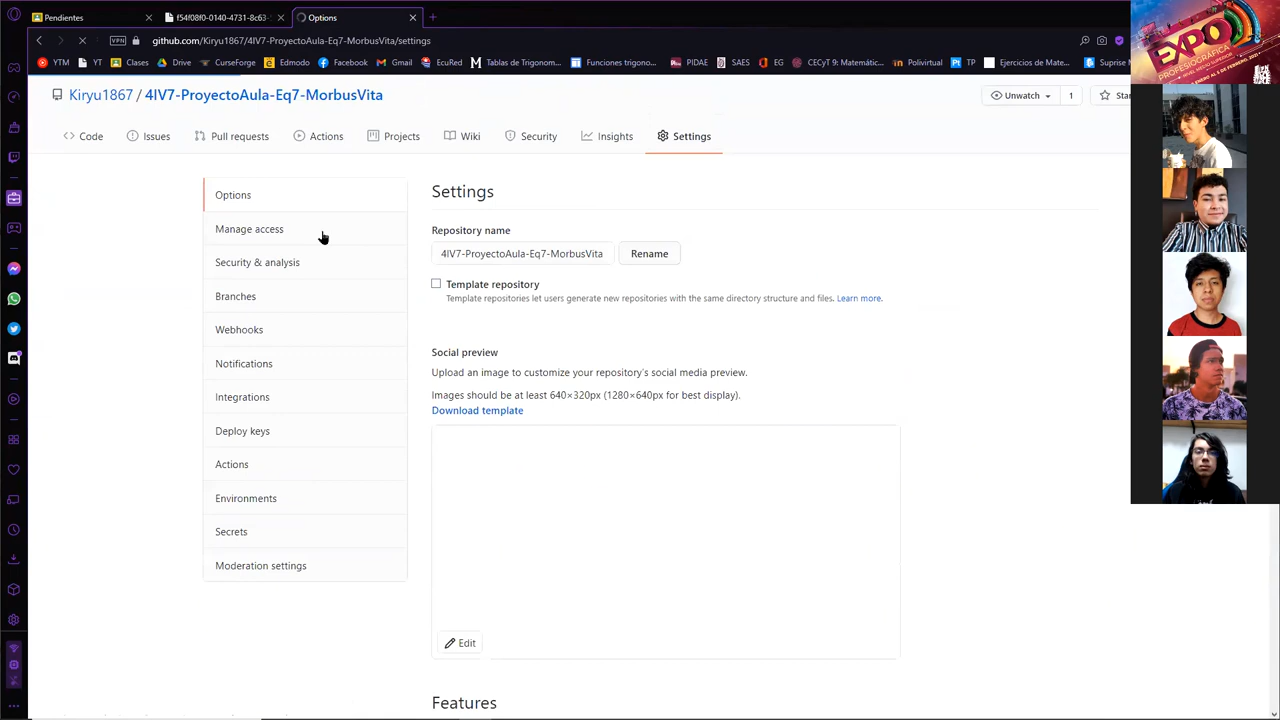 Pendientes
f54f08f0-0140-4731-8c63-
Options
VPN
github.com/Kiryu1867/4IV7-ProyectoAula-Eq7-MorbusVita/settings
YTM
YT
Clases
Drive
CurseForge
Edmodo
Facebook
Gmail
EcuRed
Tablas de Trigonom...
Funciones trigono...
PIDAE
SAES
EG
CECyT 9: Matemátic...
Polivirtual
TP
Ejercicios de Mate...
Suprise M
EXPO
PROFESIOGRÁFICA
Kiryu1867 / 4IV7-ProyectoAula-Eq7-MorbusVita
Unwatch
1
Star
Code
Issues
Pull requests
Actions
Projects
Wiki
Security
Insights
Settings
Options
Manage access
Security & analysis
Branches
Webhooks
Notifications
Integrations
Deploy keys
Actions
Environments
Secrets
Moderation settings
Settings
Repository name
4IV7-ProyectoAula-Eq7-MorbusVita
Rename
Template repository
Template repositories let users generate new repositories with the same directory structure and files. Learn more.
Social preview
Upload an image to customize your repository's social media preview.
Images should be at least 640×320px (1280×640px for best display).
Download template
Edit
Features